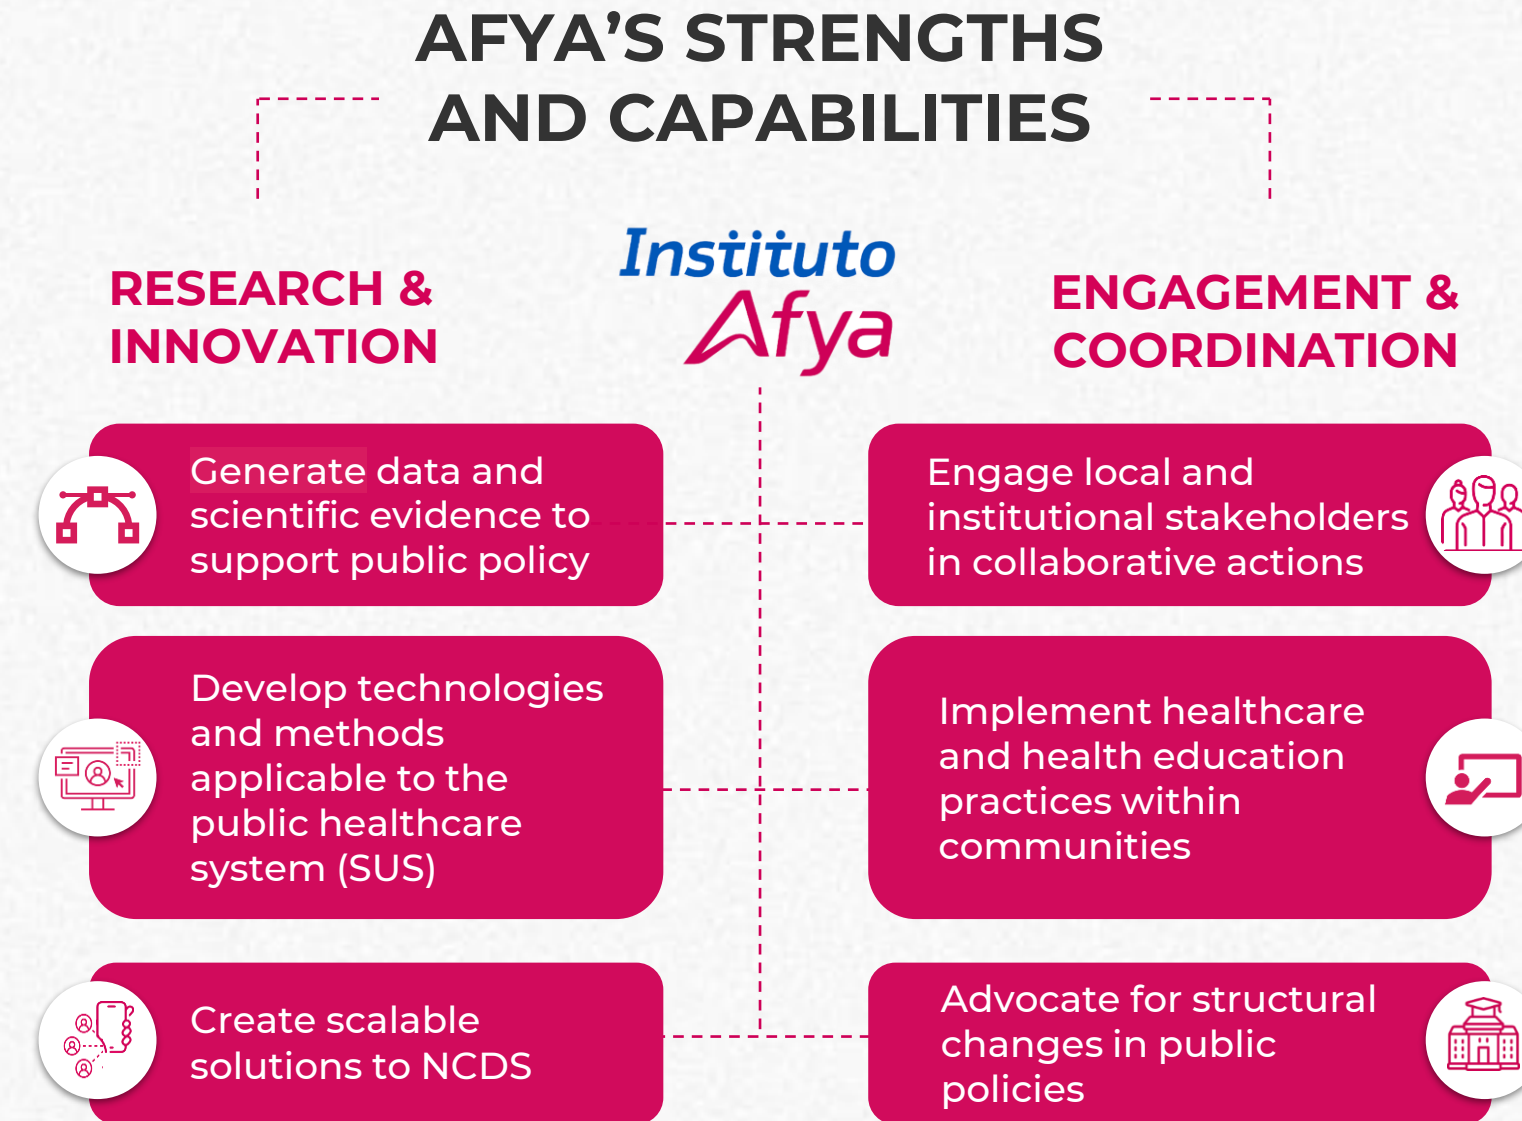 AFYA’S STRENGTHS
AND CAPABILITIES
Instituto
Afya
RESEARCH &
INNOVATION
Generate data and
scientific evidence to
support public policy
Develop technologies
and methods
applicable to the
public healthcare
system (SUS)
Create scalable
solutions to NCDS
ENGAGEMENT &
COORDINATION
Engage local and
institutional stakeholders
in collaborative actions
Implement healthcare
and health education
practices within
communities
Advocate for structural
changes in public
policies